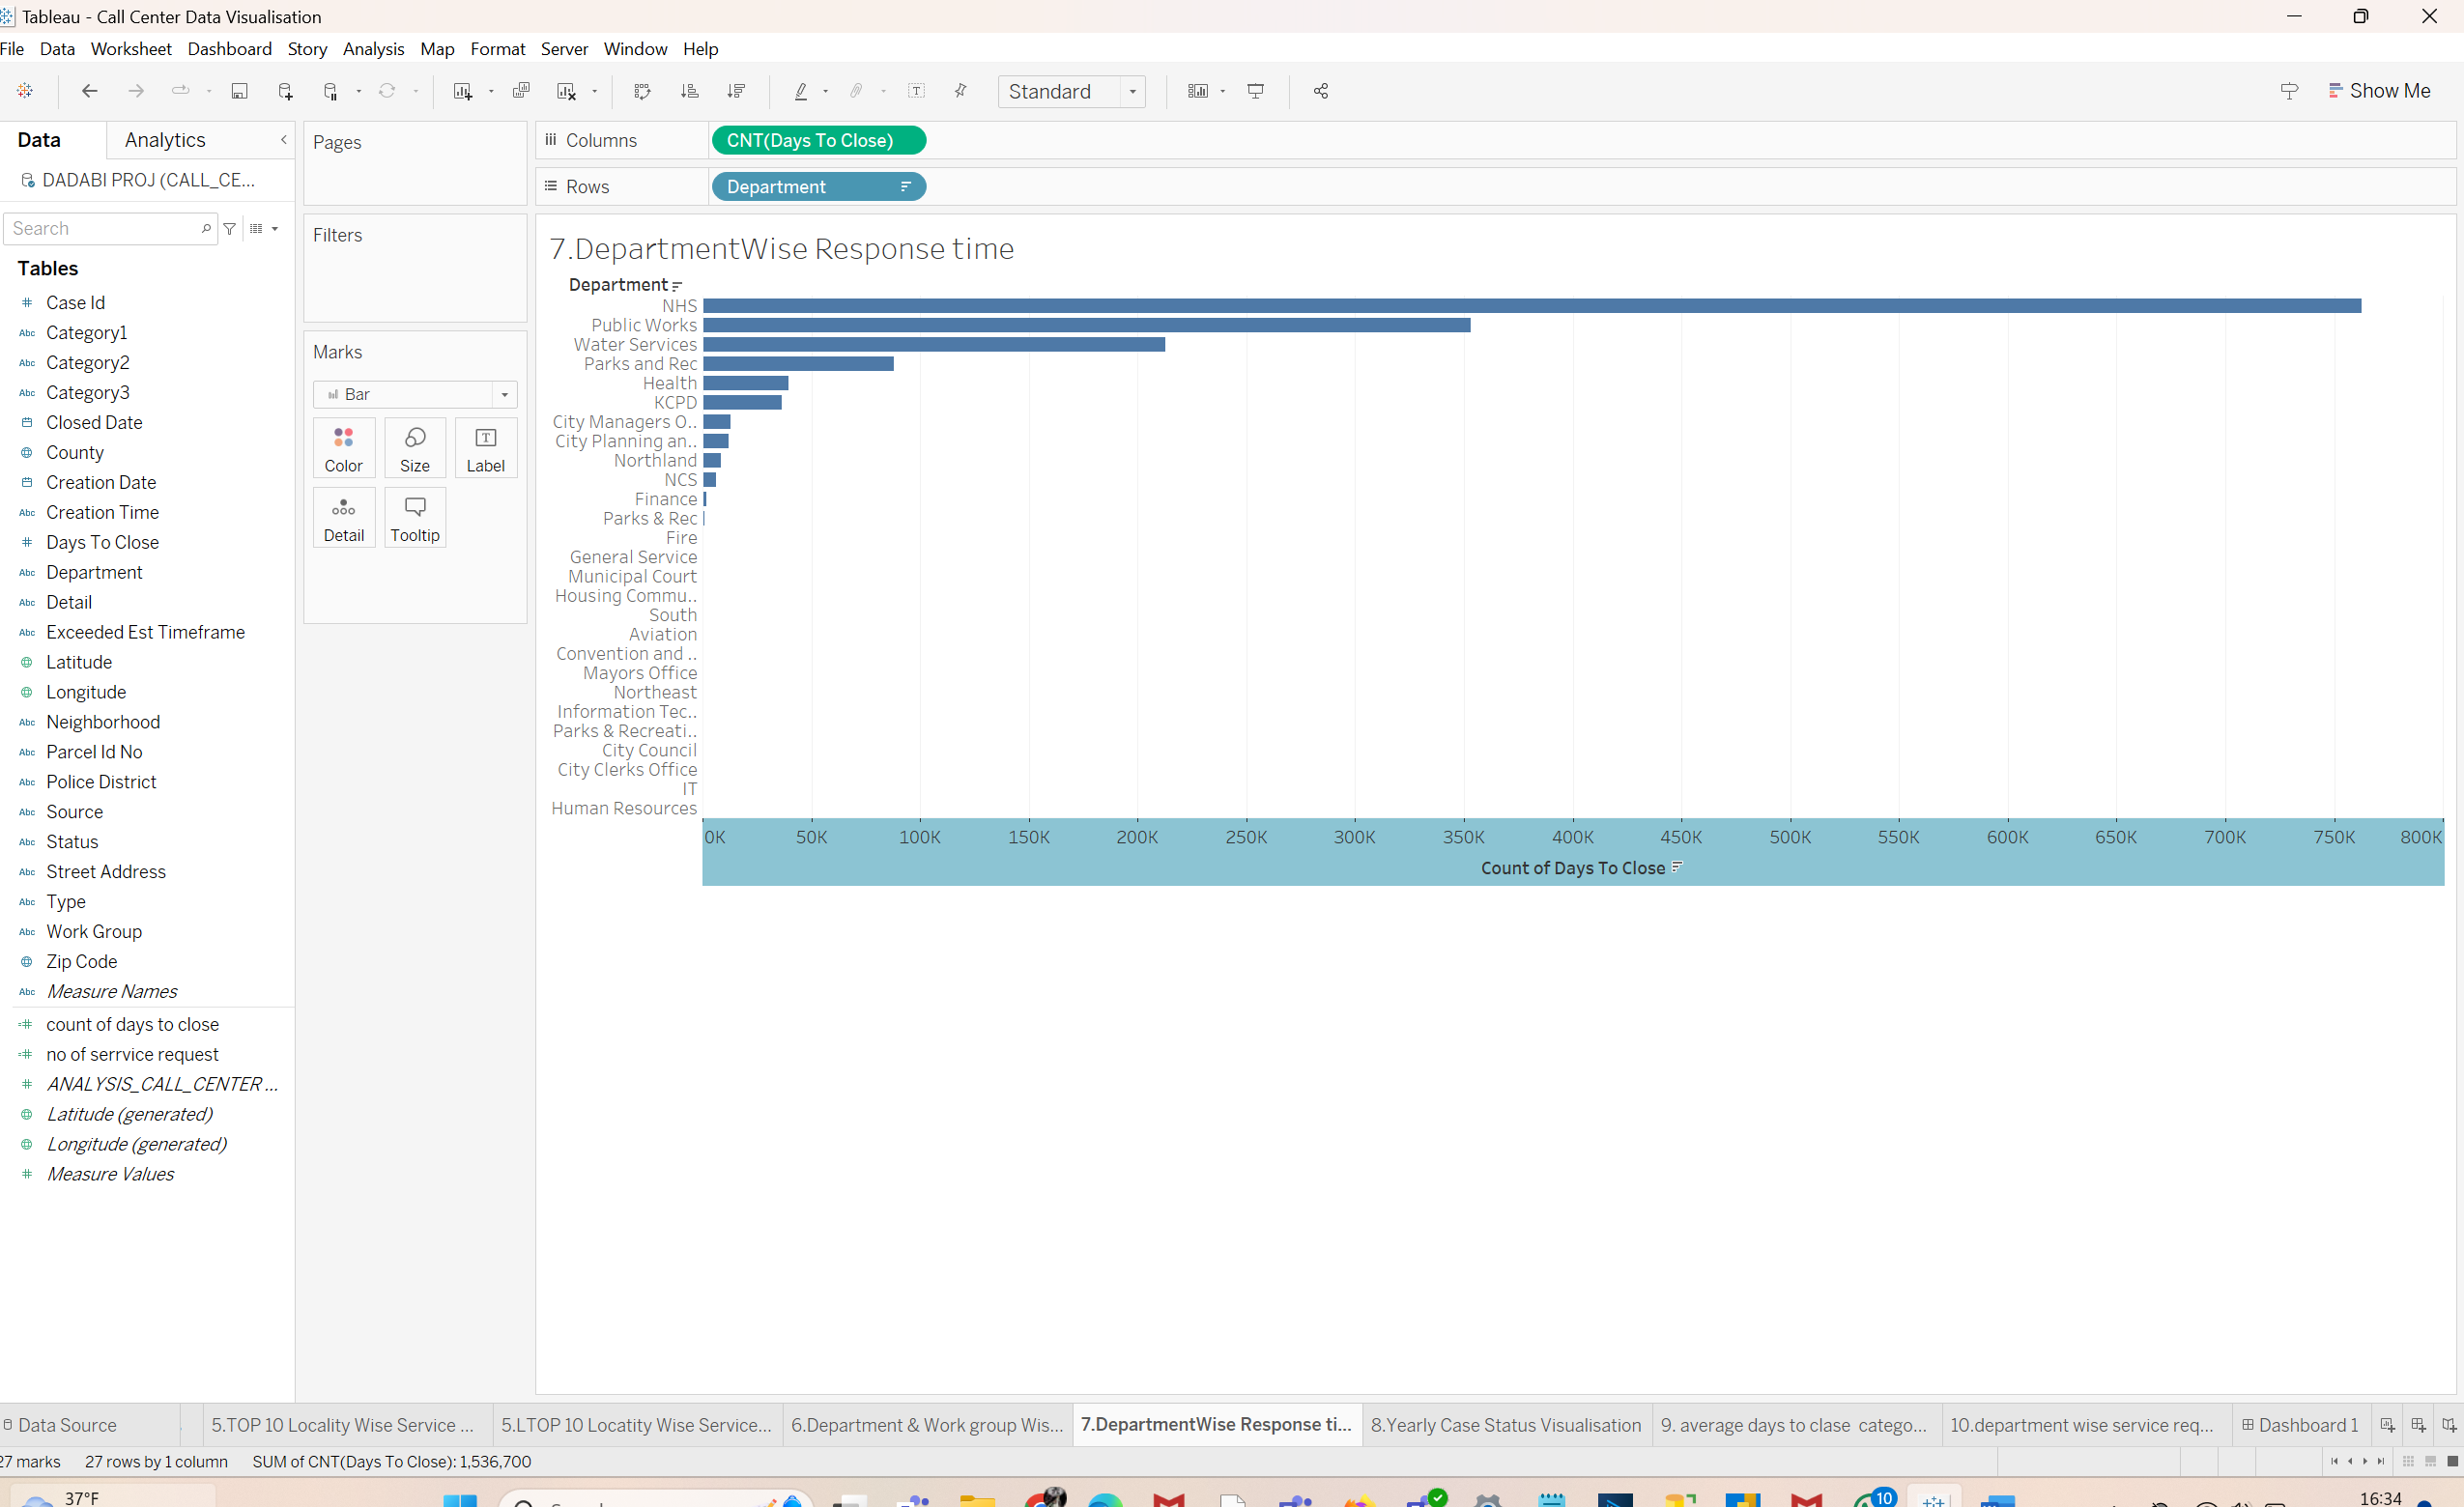 Tableau - Call Center Data Visualisation
File Data Worksheet Dashboard Story Analysis Map Format Server Window Help
Standard
Show Me
Data Analytics
DADABI PROJ (CALL_CE...
Search
Tables
Case Id
Category1
Category2
Category3
Closed Date
County
Creation Date
Creation Time
Days To Close
Department
Detail
Exceeded Est Timeframe
Latitude
Longitude
Neighborhood
Parcel Id No
Police District
Source
Status
Street Address
Type
Work Group
Zip Code
Measure Names
count of days to close
no of serrvice request
ANALYSIS_CALL_CENTER ...
Latitude (generated)
Longitude (generated)
Measure Values
Pages
Filters
Marks
Bar
Color Size Label
Detail Tooltip
Columns CNT(Days To Close)
Rows Department
7.DepartmentWise Response time
Department
NHS
Public Works
Water Services
Parks and Rec
Health
KCPD
City Managers O..
City Planning an..
Northland
NCS
Finance
Parks & Rec
Fire
General Service
Municipal Court
Housing Commu..
South
Aviation
Convention and ..
Mayors Office
Northeast
Information Tec..
Parks & Recreati..
City Council
City Clerks Office
IT
Human Resources
0K 50K 100K 150K 200K 250K 300K 350K 400K 450K 500K 550K 600K 650K 700K 750K 800K
Count of Days To Close
Data Source 5.TOP 10 Locality Wise Service ... 5.LTOP 10 Locatity Wise Service... 6.Department & Work group Wis... 7.DepartmentWise Response ti... 8.Yearly Case Status Visualisation 9. average days to clase catego... 10.department wise service req... Dashboard 1
27 marks 27 rows by 1 column SUM of CNT(Days To Close): 1,536,700
37°F
10
16:34